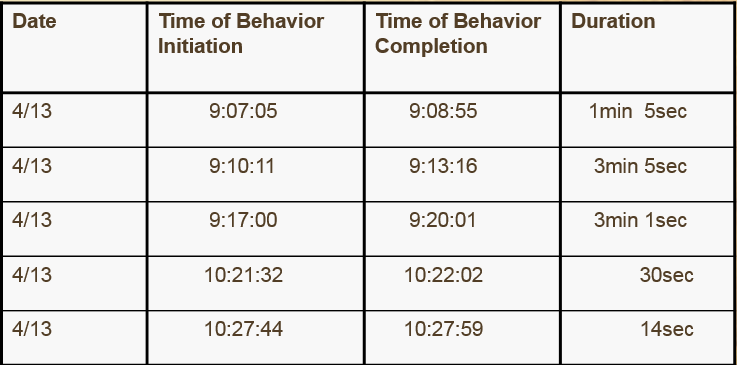 Date Time of Behavior Initiation Time of Behavior Completion Duration
4/13 9:07:05 9:08:55 1min 5sec
4/13 9:10:11 9:13:16 3min 5sec
4/13 9:17:00 9:20:01 3min 1sec
4/13 10:21:32 10:22:02 30sec
4/13 10:27:44 10:27:59 14sec